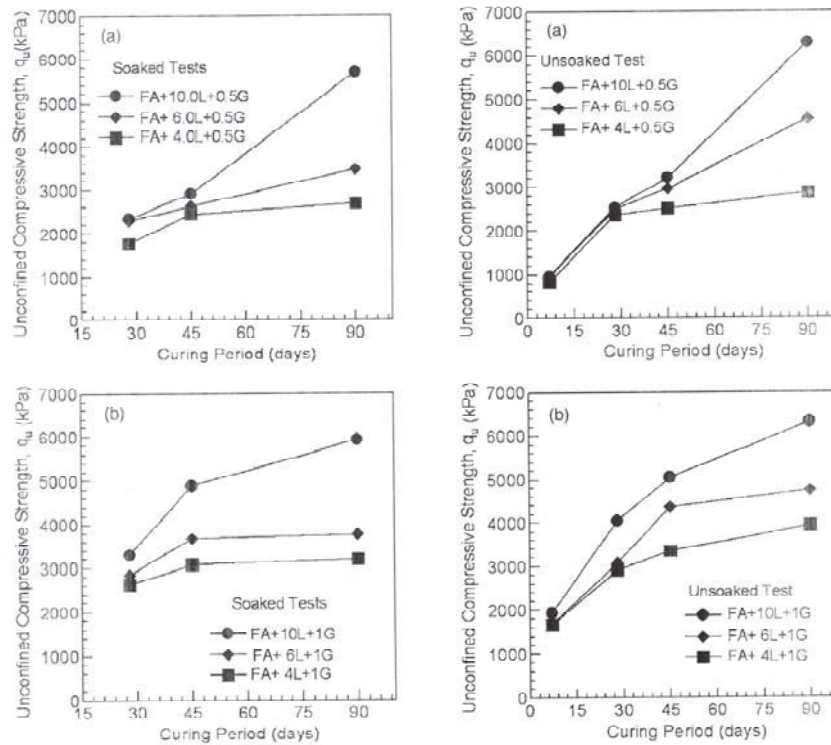 Unconfined Compressive Strength, qu(kPa)
7000
6000
5000
4000
3000
2000
1000
0
(a)
Soaked Tests
FA+10.0L+0.5G
FA+ 6.0L+0.5G
FA+ 4.0L+0.5G
15 30 45 60 75 90
Curing Period (days)
Unconfined Compressive Strength, qu (kPa)
7000
6000
5000
4000
3000
2000
1000
0
(a)
Unsoaked Test
FA+10L+0.5G
FA+ 6L+0.5G
FA+ 4L+0.5G
0 15 30 45 60 75 90
Curing Period (days)
Unconfined Compressive Strength, qu (kPa)
7000
6000
5000
4000
3000
2000
1000
0
(b)
Soaked Tests
FA+10L+1G
FA+ 6L+1G
FA+ 4L+1G
15 30 45 60 75 90
Curing Period (days)
Unconfined Compressive Strength, qu (kPa)
7000
6000
5000
4000
3000
2000
1000
0
(b)
Unsoaked Test
FA+10L+1G
FA+ 6L+1G
FA+ 4L+1G
0 15 30 45 60 75 90
Curing Period (days)